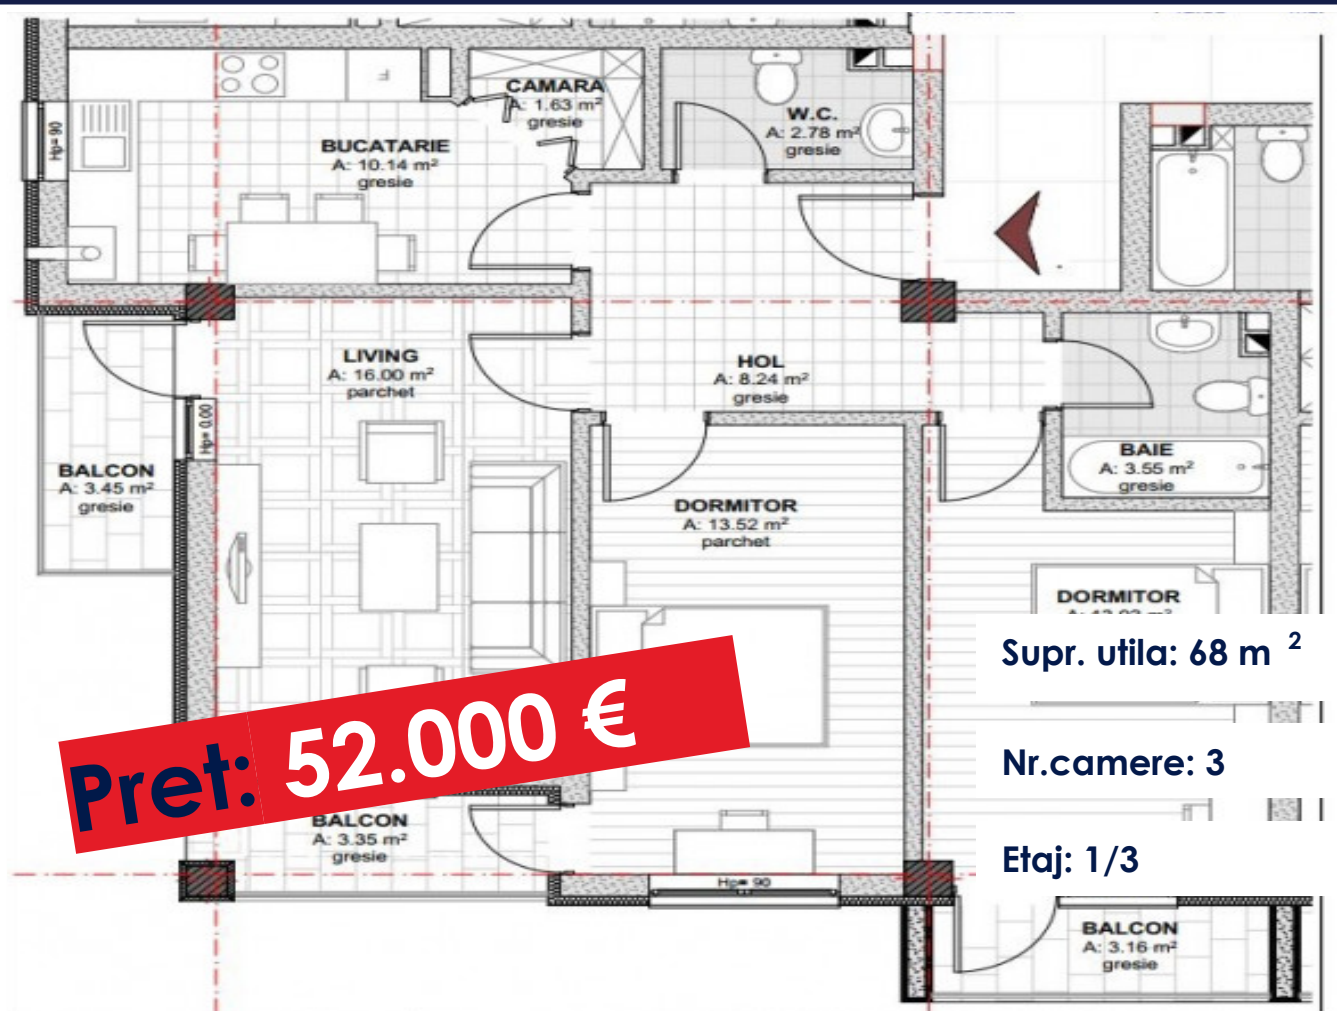 CAMARA
A: 1.63 m²
gresie
W.C.
A: 2.78 m²
gresie
BUCATARIE
A: 10.14 m²
gresie
Hp= 90
LIVING
A: 16.00 m²
parchet
HOL
A: 8.24 m²
gresie
Hp= 0.00
BALCON
A: 3.45 m²
gresie
BAIE
A: 3.55 m²
gresie
DORMITOR
A: 13.52 m²
parchet
DORMITOR
Supr. utila: 68 m 2
Pret: 52.000 €
Nr.camere: 3
BALCON
A: 3.35 m²
gresie
Etaj: 1/3
Hp= 90
BALCON
A: 3.16 m²
gresie